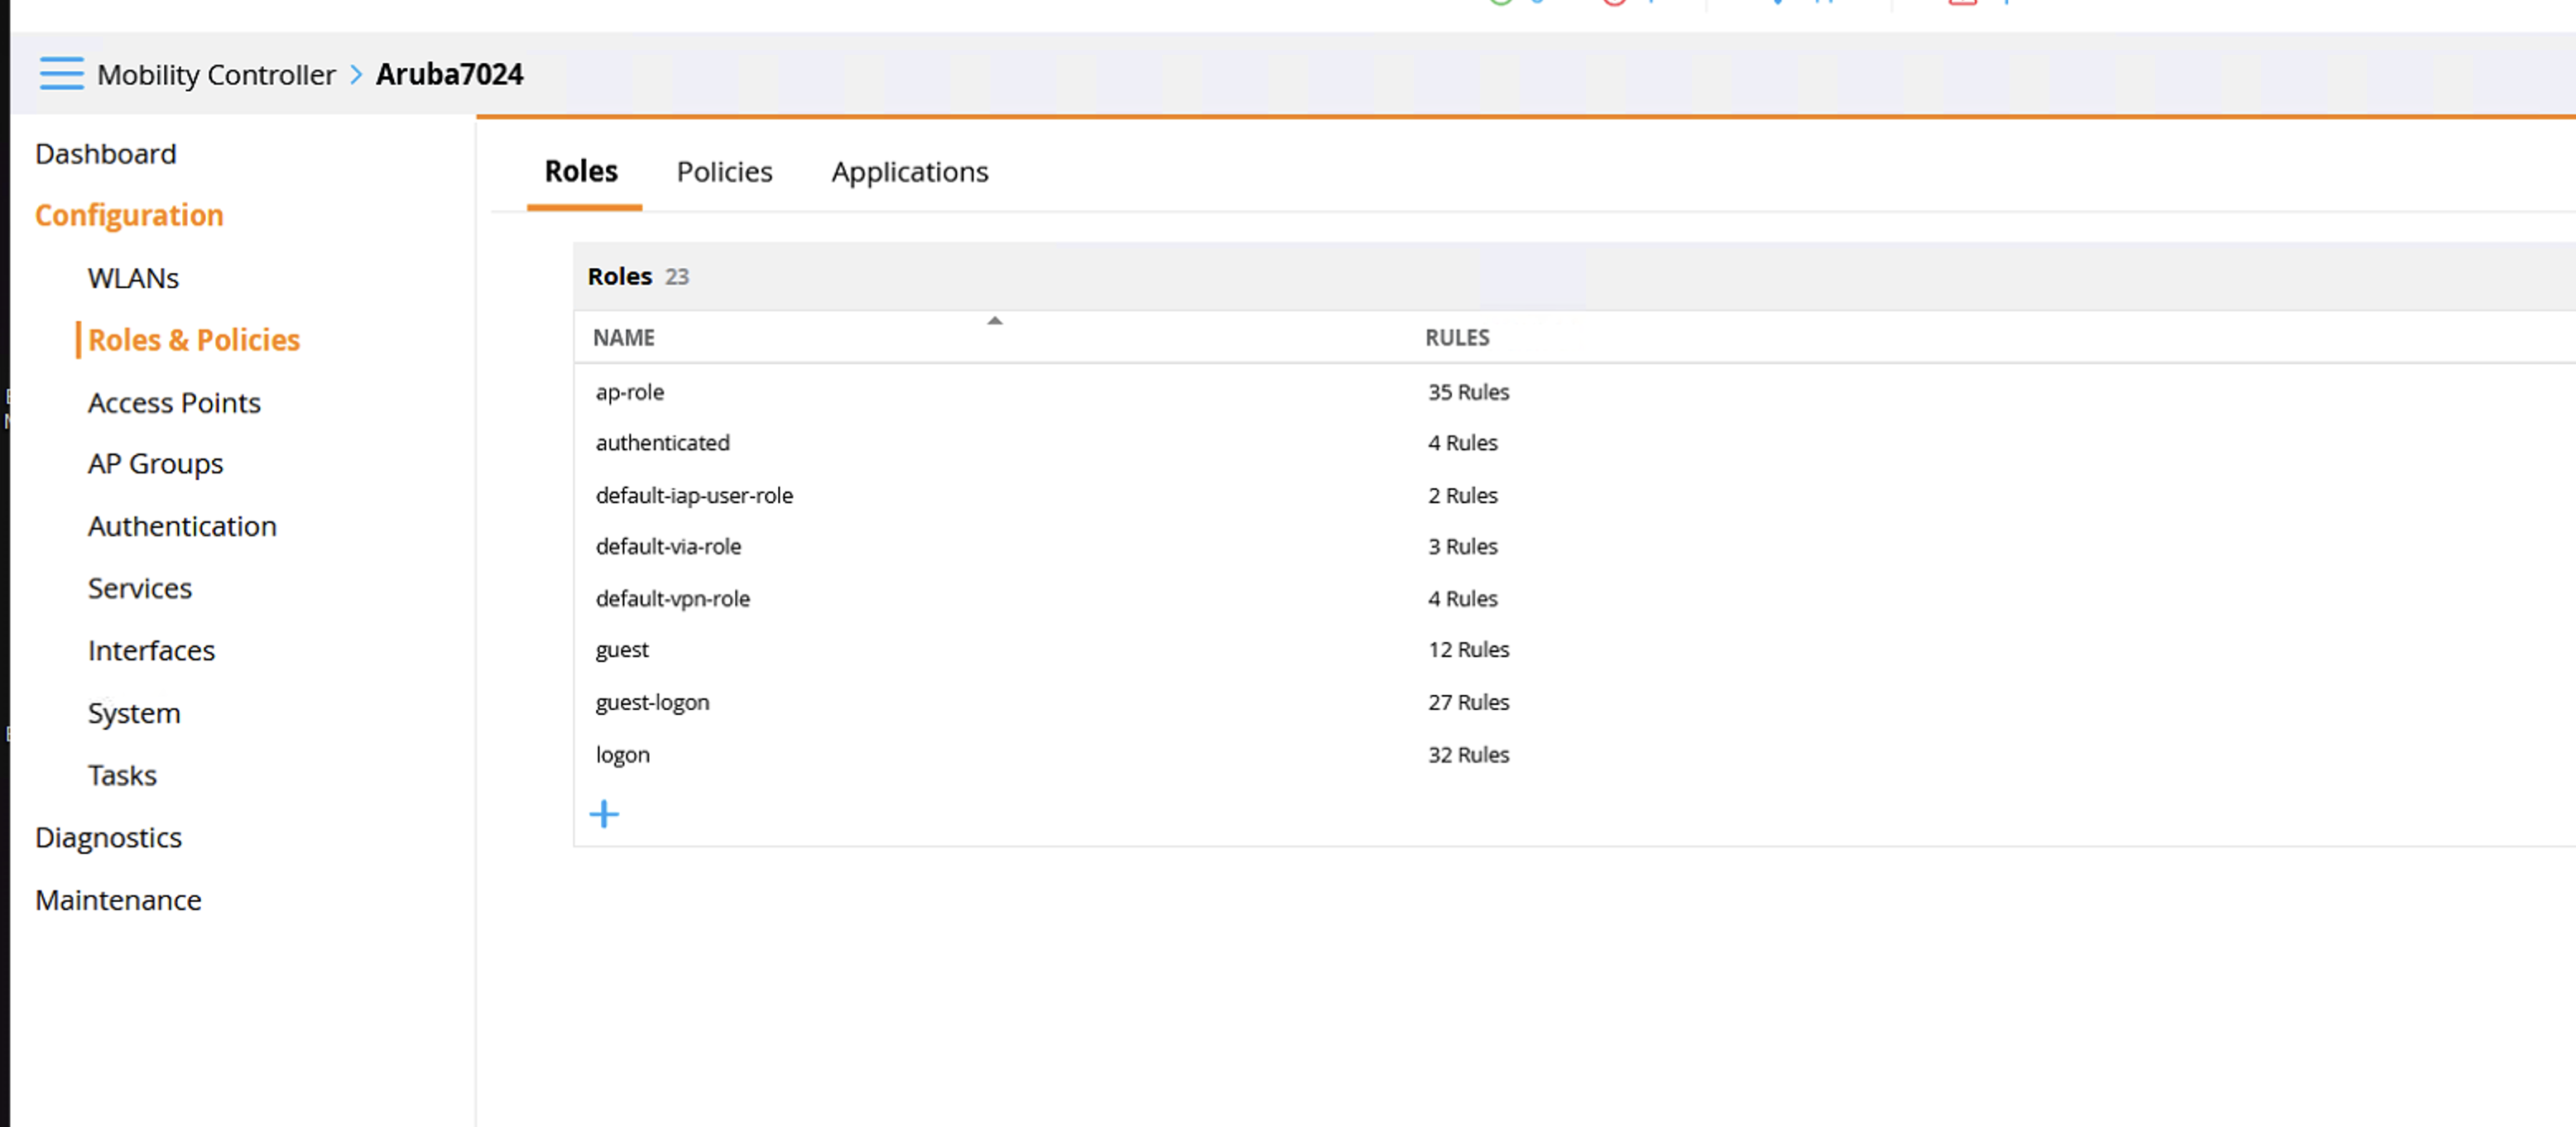 Mobility Controller > Aruba7024
Dashboard
Configuration
WLANs
Roles & Policies
Access Points
AP Groups
Authentication
Services
Interfaces
System
Tasks
Diagnostics
Maintenance
Roles Policies Applications
Roles 23
NAME RULES
ap-role 35 Rules
authenticated 4 Rules
default-iap-user-role 2 Rules
default-via-role 3 Rules
default-vpn-role 4 Rules
guest 12 Rules
guest-logon 27 Rules
logon 32 Rules